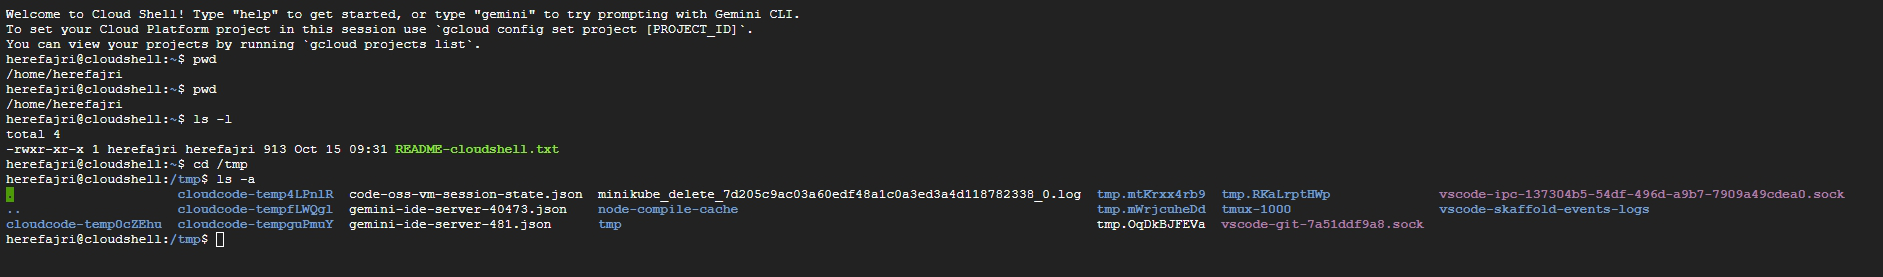 Welcome to Cloud Shell! Type "help" to get started, or type "gemini" to try prompting with Gemini CLI.
To set your Cloud Platform project in this session use `gcloud config set project [PROJECT_ID]`.
You can view your projects by running `gcloud projects list`.
herefajri@cloudshell:~$ pwd
/home/herefajri
herefajri@cloudshell:~$ pwd
/home/herefajri
herefajri@cloudshell:~$ ls -l
total 4
-rwxr-xr-x 1 herefajri herefajri 913 Oct 15 09:31 README-cloudshell.txt
herefajri@cloudshell:~$ cd /tmp
herefajri@cloudshell:/tmp$ ls -a
. cloudcode-temp4LPnlR code-oss-vm-session-state.json minikube_delete_7d205c9ac03a60edf48a1c0a3ed3a4d118782338_0.log tmp.mtKrxx4rb9 tmp.RKaLrptHWp vscode-ipc-137304b5-54df-496d-a9b7-7909a49cdea0.sock
.. cloudcode-tempfLWQgl gemini-ide-server-40473.json node-compile-cache tmp.mWrjcuheDd tmux-1000 vscode-skaffold-events-logs
cloudcode-temp0cZEhu cloudcode-tempguPmuY gemini-ide-server-481.json tmp tmp.OqDkBJFEVa vscode-git-7a51ddf9a8.sock
herefajri@cloudshell:/tmp$